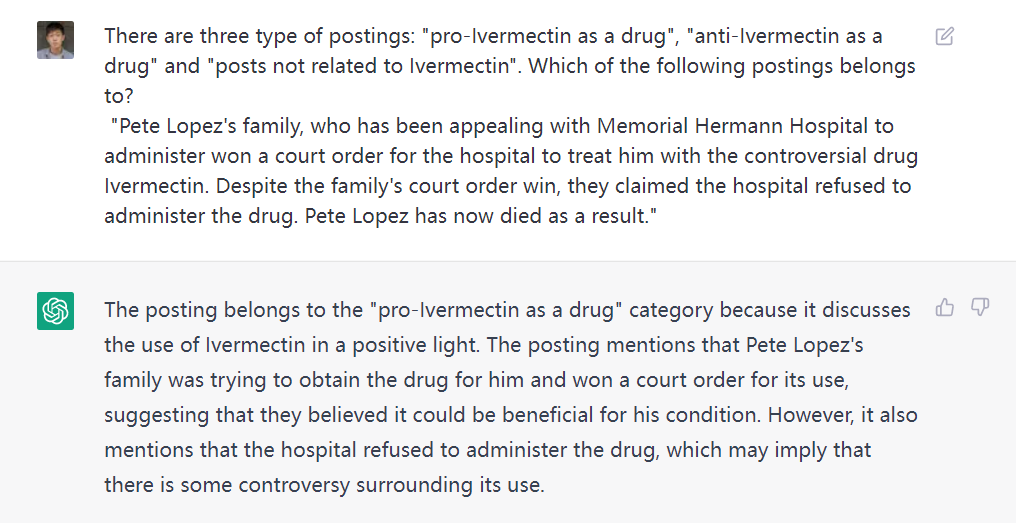 There are three type of postings: "pro-Ivermectin as a drug", "anti-Ivermectin as a
drug" and "posts not related to Ivermectin". Which of the following postings belongs
to?
"Pete Lopez's family, who has been appealing with Memorial Hermann Hospital to
administer won a court order for the hospital to treat him with the controversial drug
Ivermectin. Despite the family's court order win, they claimed the hospital refused to
administer the drug. Pete Lopez has now died as a result."
The posting belongs to the "pro-Ivermectin as a drug" category because it discusses
the use of Ivermectin in a positive light. The posting mentions that Pete Lopez's
family was trying to obtain the drug for him and won a court order for its use,
suggesting that they believed it could be beneficial for his condition. However, it also
mentions that the hospital refused to administer the drug, which may imply that
there is some controversy surrounding its use.